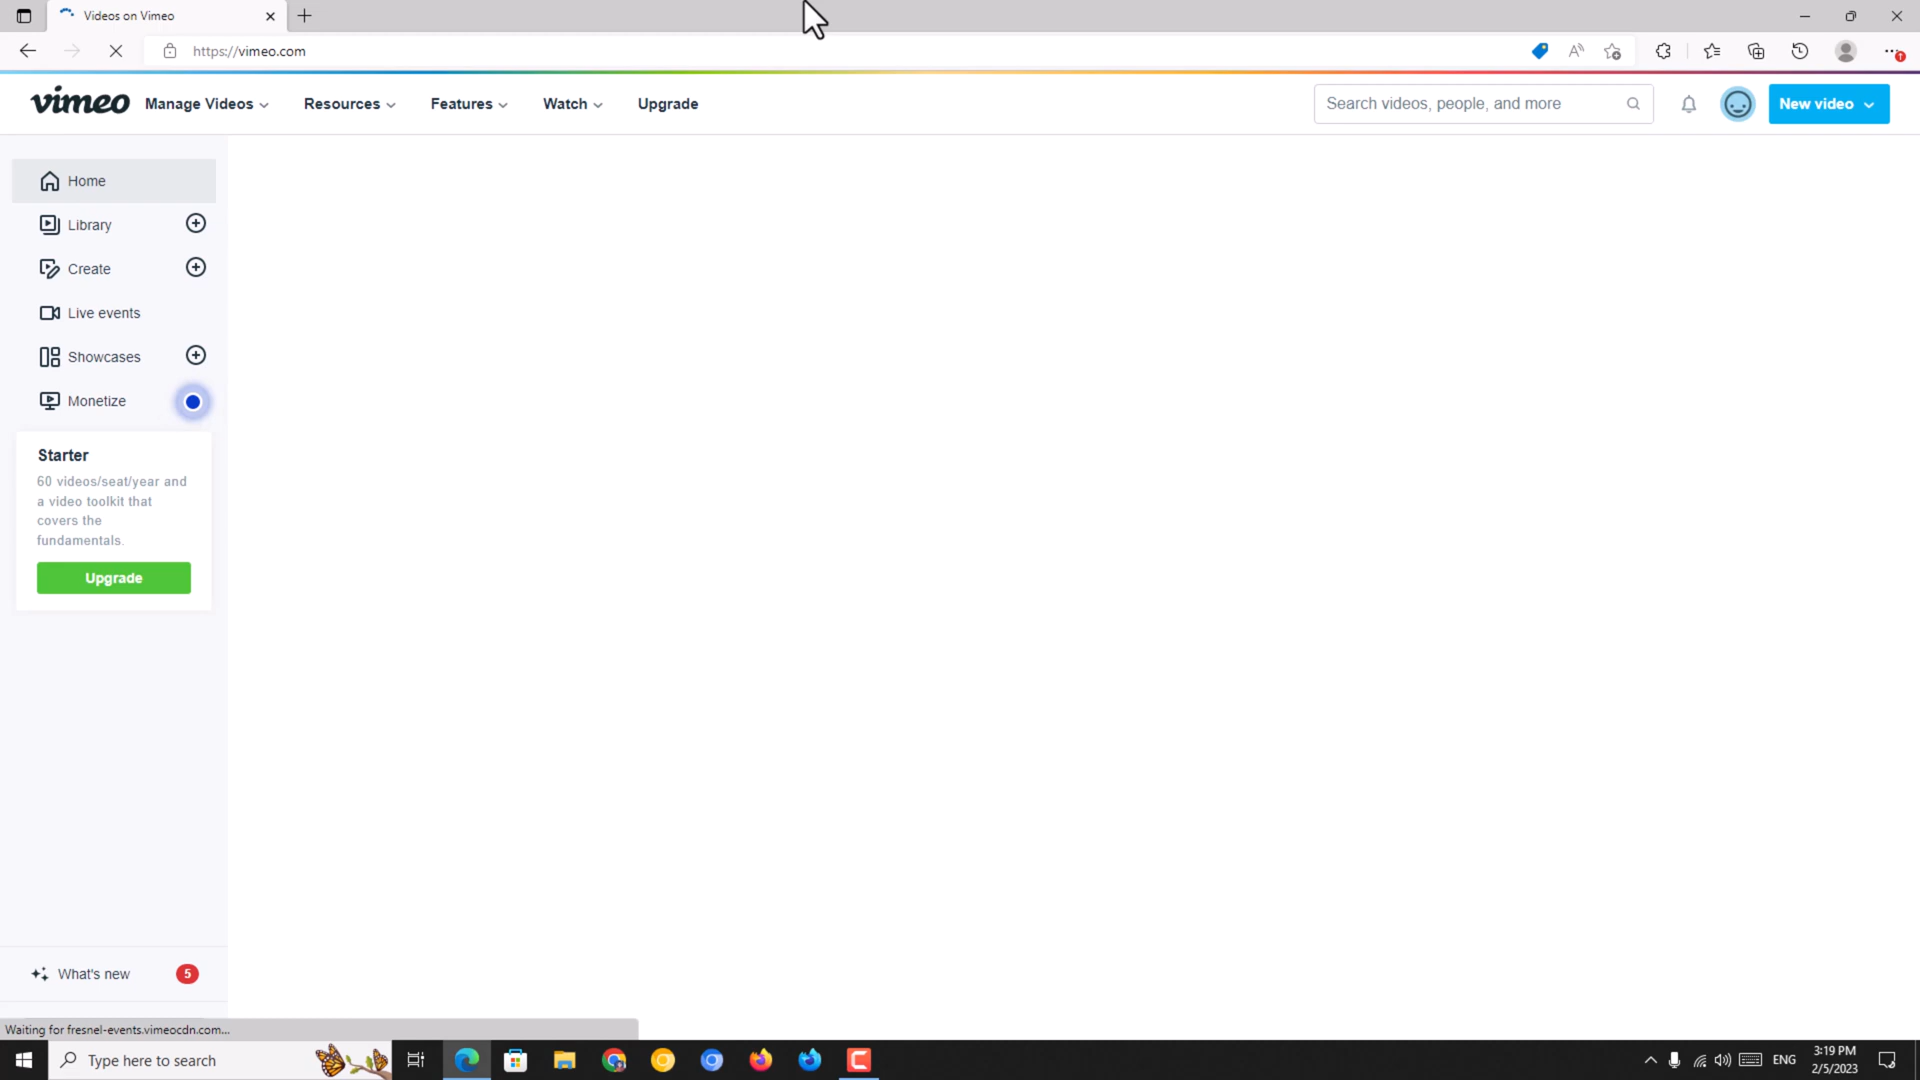 Videos on Vimeo
https://vimeo.com
vimeo Manage Videos Resources Features Watch Upgrade Search videos, people, and more New video
Home
Library
Create
Live events
Showcases
Monetize
Starter
60 videos/seat/year and
a video toolkit that
covers the
fundamentals.
Upgrade
What's new 5
Waiting for fresnel-events.vimeocdn.com...
Type here to search
ENG
3:19 PM
2/5/2023